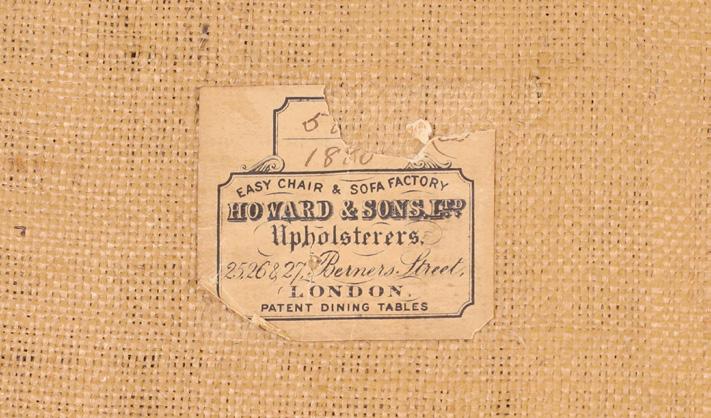 EASY CHAIR & SOFA FACTORY
HOWARD & SONS, LTD
Upholsterers,
25,26 & 27, Berners Street,
LONDON.
PATENT DINING TABLES